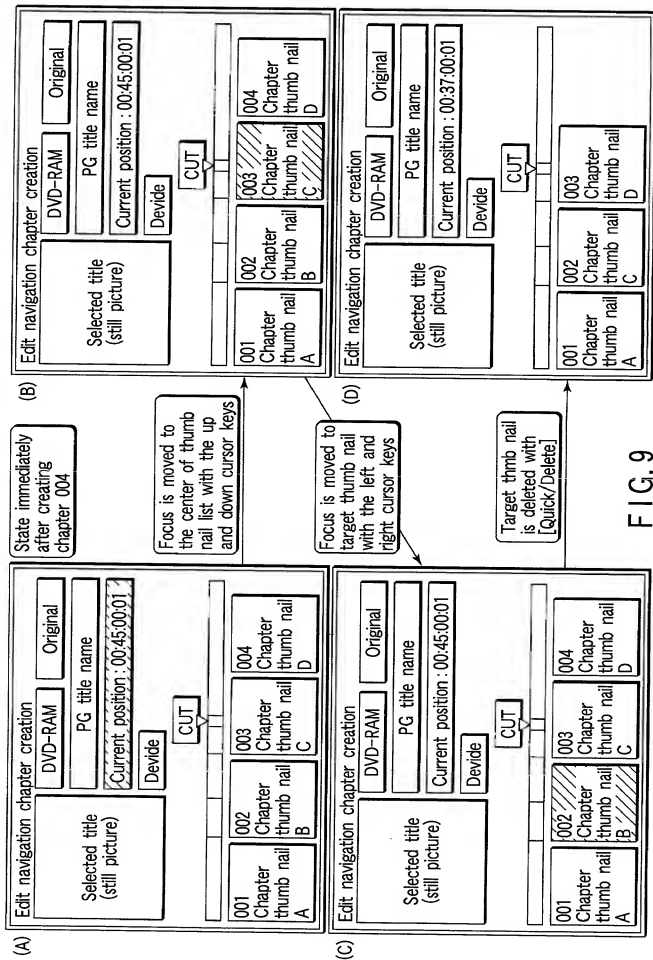 (A)
State immediately
after creating
chapter 004
Edit navigation chapter creation
Selected title
(still picture)
DVD-RAM
Original
PG title name
Current position : 00:45:00:01
Devide
CUT
001
Chapter
thumb nail
A
002
Chapter
thumb nail
B
003
Chapter
thumb nail
C
004
Chapter
thumb nail
D
Focus is moved to
the center of thumb
nail list with the up
and down cursor keys
(B)
Edit navigation chapter creation
Selected title
(still picture)
DVD-RAM
Original
PG title name
Current position : 00:45:00:01
Devide
CUT
001
Chapter
thumb nail
A
002
Chapter
thumb nail
B
003
Chapter
thumb nail
C
004
Chapter
thumb nail
D
Focus is moved to
target thumb nail
with the left and
right cursor keys
(C)
Edit navigation chapter creation
Selected title
(still picture)
DVD-RAM
Original
PG title name
Current position : 00:45:00:01
Devide
CUT
001
Chapter
thumb nail
A
002
Chapter
thumb nail
B
003
Chapter
thumb nail
C
004
Chapter
thumb nail
D
Target thmb nail
is deleted with
[Quick/Delete]
(D)
Edit navigation chapter creation
Selected title
(still picture)
DVD-RAM
Original
PG title name
Current position : 00:37:00:01
Devide
CUT
001
Chapter
thumb nail
A
002
Chapter
thumb nail
C
003
Chapter
thumb nail
D
FIG. 9